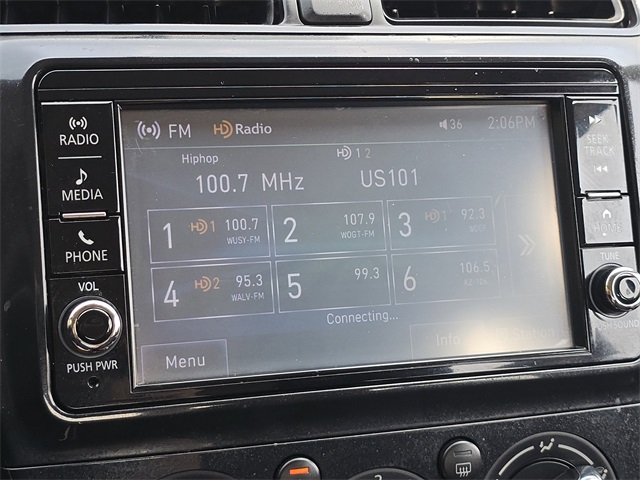 RADIO
MEDIA
PHONE
VOL
PUSH PWR
FM HD Radio 36 2:06PM
Hiphop HD 1 2
100.7 MHz US101
1 HD1 100.7 WUSY-FM
2 107.9 WOGT-FM
3 HD1 92.3
4 HD2 95.3 WALV-FM
5 99.3
6 106.5
Connecting...
Menu Info
SEEK
TRACK
HOME
TUNE
PUSH SOUND